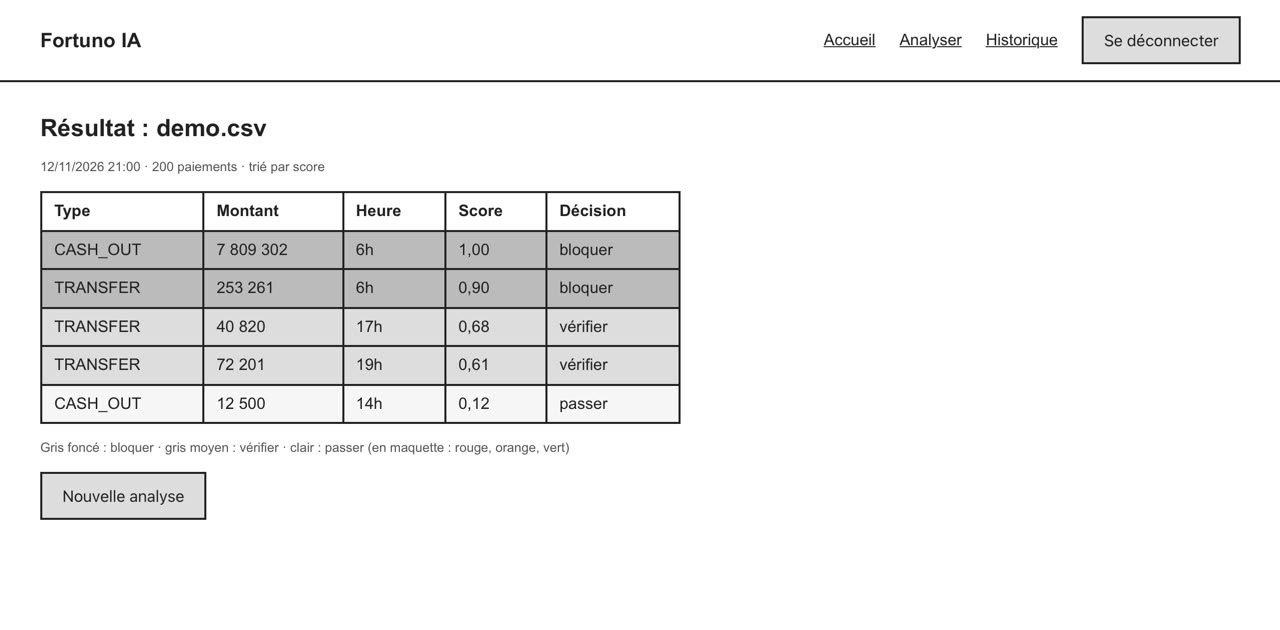 Fortuno IA Accueil Analyser Historique Se déconnecter
Résultat : demo.csv
12/11/2026 21:00 · 200 paiements · trié par score
Type Montant Heure Score Décision
CASH_OUT 7 809 302 6h 1,00 bloquer
TRANSFER 253 261 6h 0,90 bloquer
TRANSFER 40 820 17h 0,68 vérifier
TRANSFER 72 201 19h 0,61 vérifier
CASH_OUT 12 500 14h 0,12 passer
Gris foncé : bloquer · gris moyen : vérifier · clair : passer (en maquette : rouge, orange, vert)
Nouvelle analyse